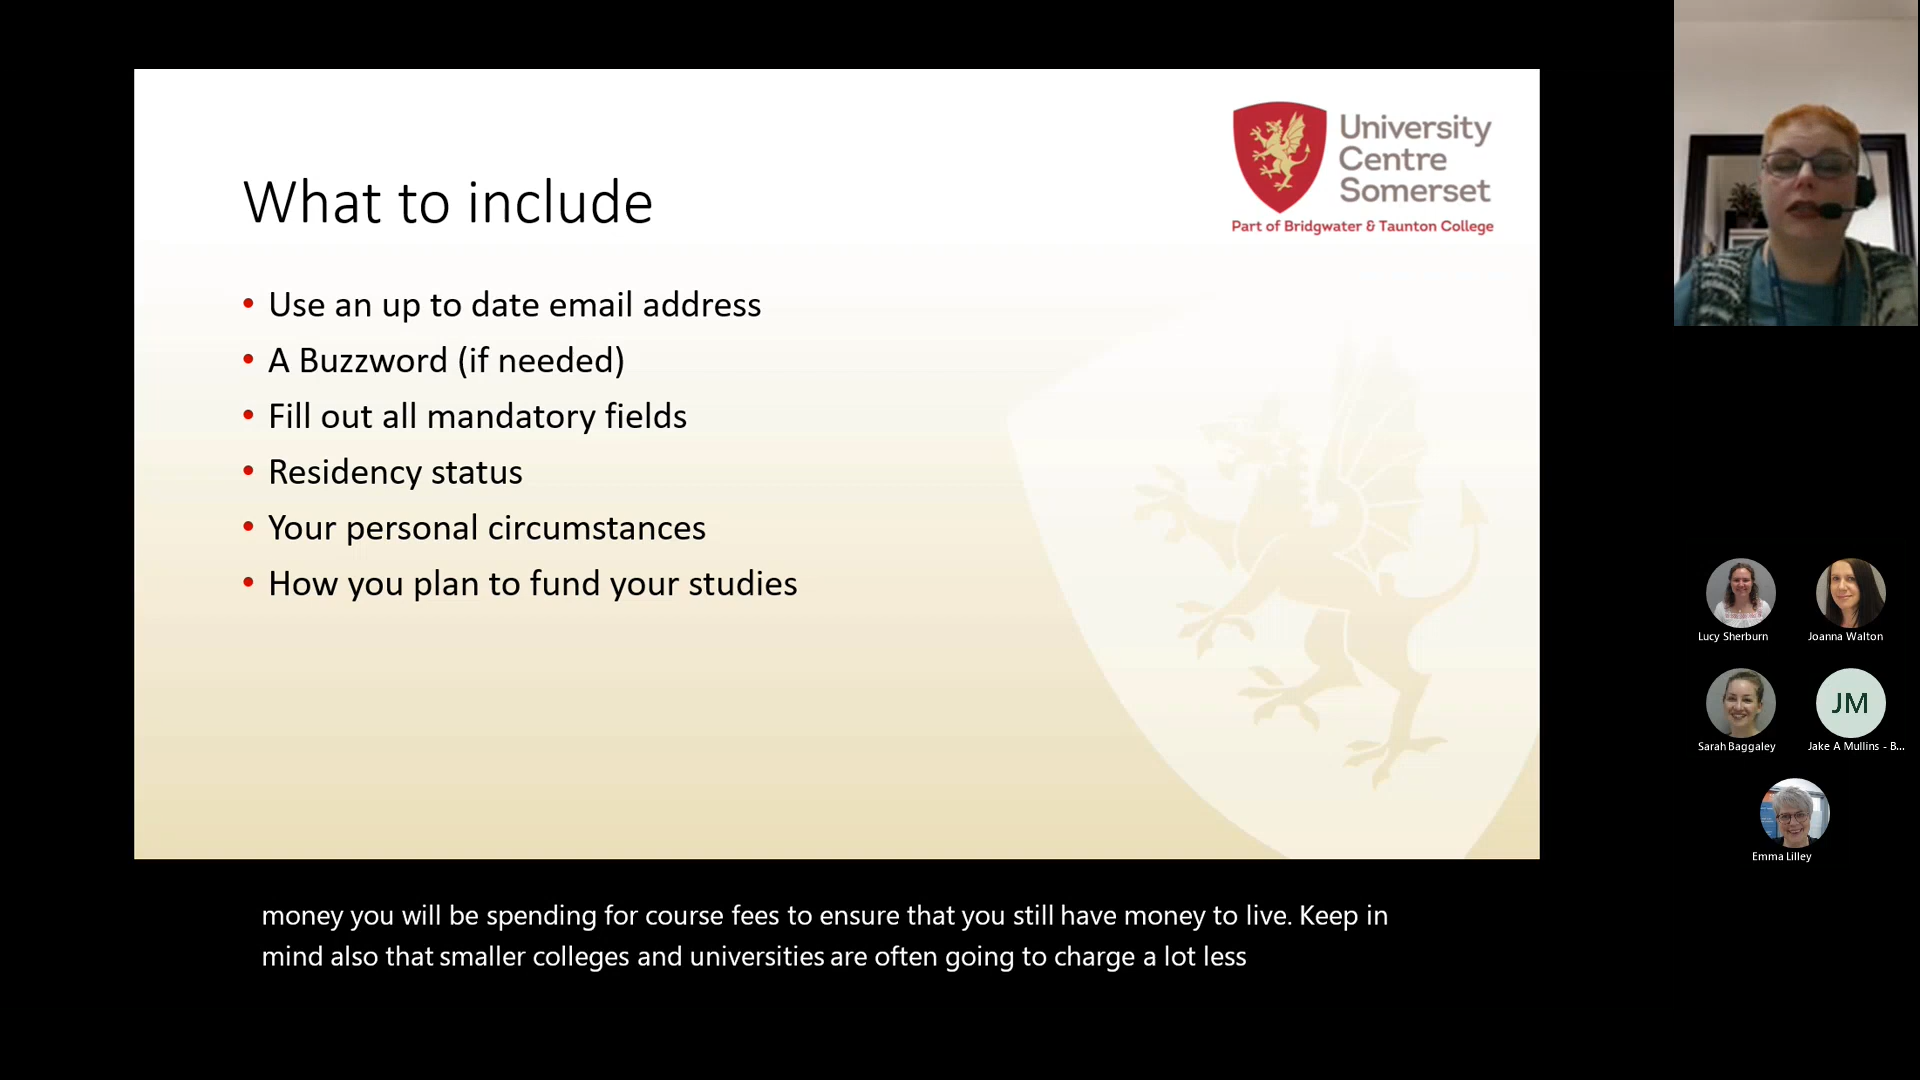 University
Centre
Somerset
Part of Bridgwater & Taunton College
What to include
• Use an up to date email address
• A Buzzword (if needed)
• Fill out all mandatory fields
• Residency status
• Your personal circumstances
• How you plan to fund your studies
Lucy Sherburn
Joanna Walton
JM
Sarah Baggaley
Jake A Mullins - B...
Emma Lilley
money you will be spending for course fees to ensure that you still have money to live. Keep in
mind also that smaller colleges and universities are often going to charge a lot less